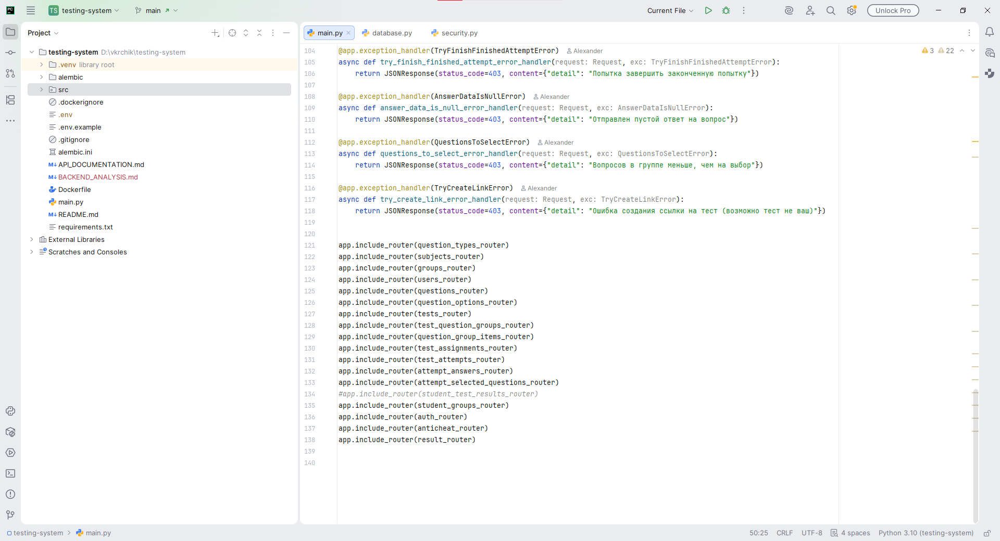 PC TS testing-system main Current File Unlock Pro
Project
testing-system D:\vkrchik\testing-system
.venv library root
alembic
src
.dockerignore
.env
.env.example
.gitignore
alembic.ini
M↓ API_DOCUMENTATION.md
M↓ BACKEND_ANALYSIS.md
Dockerfile
main.py
M↓ README.md
requirements.txt
External Libraries
Scratches and Consoles
main.py database.py security.py
3 22
104 @app.exception_handler(TryFinishFinishedAttemptError) Alexander
105 async def try_finish_finished_attempt_error_handler(request: Request, exc: TryFinishFinishedAttemptError):
106     return JSONResponse(status_code=403, content={"detail": "Попытка завершить законченную попытку"})
107
108 @app.exception_handler(AnswerDataIsNullError) Alexander
109 async def answer_data_is_null_error_handler(request: Request, exc: AnswerDataIsNullError):
110     return JSONResponse(status_code=403, content={"detail": "Отправлен пустой ответ на вопрос"})
111
112 @app.exception_handler(QuestionsToSelectError) Alexander
113 async def questions_to_select_error_handler(request: Request, exc: QuestionsToSelectError):
114     return JSONResponse(status_code=403, content={"detail": "Вопросов в группе меньше, чем на выбор"})
115
116 @app.exception_handler(TryCreateLinkError) Alexander
117 async def try_create_link_error_handler(request: Request, exc: TryCreateLinkError):
118     return JSONResponse(status_code=403, content={"detail": "Ошибка создания ссылки на тест (возможно тест не ваш)"})
119
120
121 app.include_router(question_types_router)
122 app.include_router(subjects_router)
123 app.include_router(groups_router)
124 app.include_router(users_router)
125 app.include_router(questions_router)
126 app.include_router(question_options_router)
127 app.include_router(tests_router)
128 app.include_router(test_question_groups_router)
129 app.include_router(question_group_items_router)
130 app.include_router(test_assignments_router)
131 app.include_router(test_attempts_router)
132 app.include_router(attempt_answers_router)
133 app.include_router(attempt_selected_questions_router)
134 #app.include_router(student_test_results_router)
135 app.include_router(student_groups_router)
136 app.include_router(auth_router)
137 app.include_router(anticheat_router)
138 app.include_router(result_router)
139
140
testing-system > main.py 50:25 CRLF UTF-8 4 spaces Python 3.10 (testing-system)